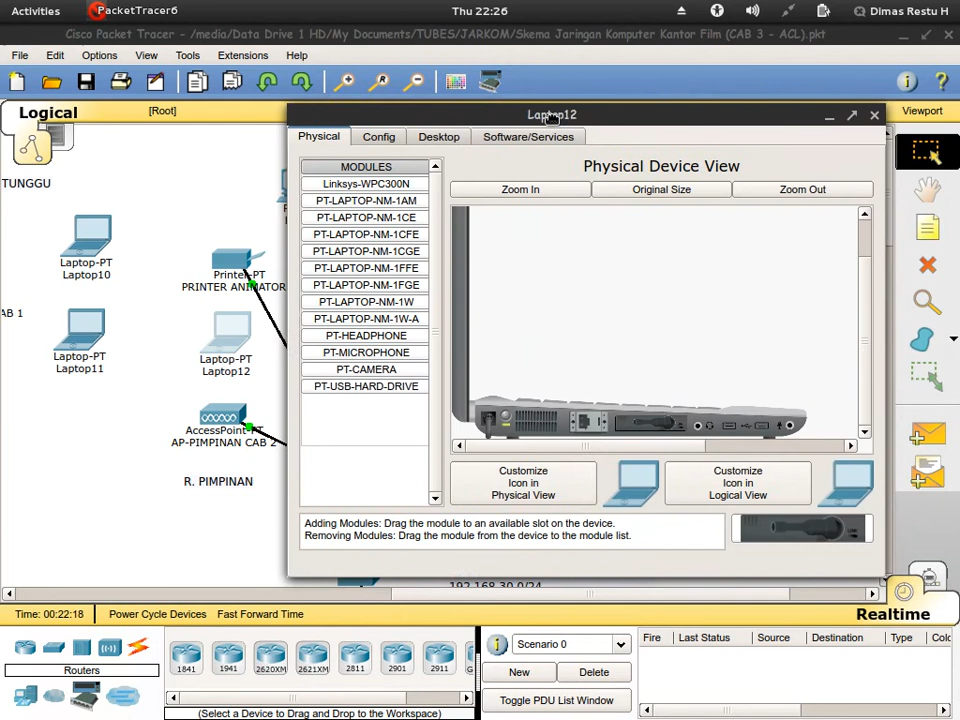 Activities PacketTracer6 Thu 22:26 Dimas Restu H
Cisco Packet Tracer - /media/Data Drive 1 HD/My Documents/TUBES/JARKOM/Skema Jaringan Komputer Kantor Film (CAB 3 - ACL).pkt
File Edit Options View Tools Extensions Help
Logical [Root] Viewport
Laptop12
Physical Config Desktop Software/Services
MODULES
Linksys-WPC300N
PT-LAPTOP-NM-1AM
PT-LAPTOP-NM-1CE
PT-LAPTOP-NM-1CFE
PT-LAPTOP-NM-1CGE
PT-LAPTOP-NM-1FFE
PT-LAPTOP-NM-1FGE
PT-LAPTOP-NM-1W
PT-LAPTOP-NM-1W-A
PT-HEADPHONE
PT-MICROPHONE
PT-CAMERA
PT-USB-HARD-DRIVE
Physical Device View
Zoom In Original Size Zoom Out
Customize
Icon in
Physical View
Customize
Icon in
Logical View
Adding Modules: Drag the module to an available slot on the device.
Removing Modules: Drag the module from the device to the module list.
TUNGGU
Laptop-PT
Laptop10
Printer-PT
PRINTER ANIMATOR
AB 1
Laptop-PT
Laptop11
Laptop-PT
Laptop12
AccessPoint-PT
AP-PIMPINAN CAB 2
R. PIMPINAN
192.168.30.0/24
Time: 00:22:18 Power Cycle Devices Fast Forward Time Realtime
Routers
1841 1941 2620XM 2621XM 2811 2901 2911
(Select a Device to Drag and Drop to the Workspace)
Scenario 0
New Delete
Toggle PDU List Window
Fire Last Status Source Destination Type Colo